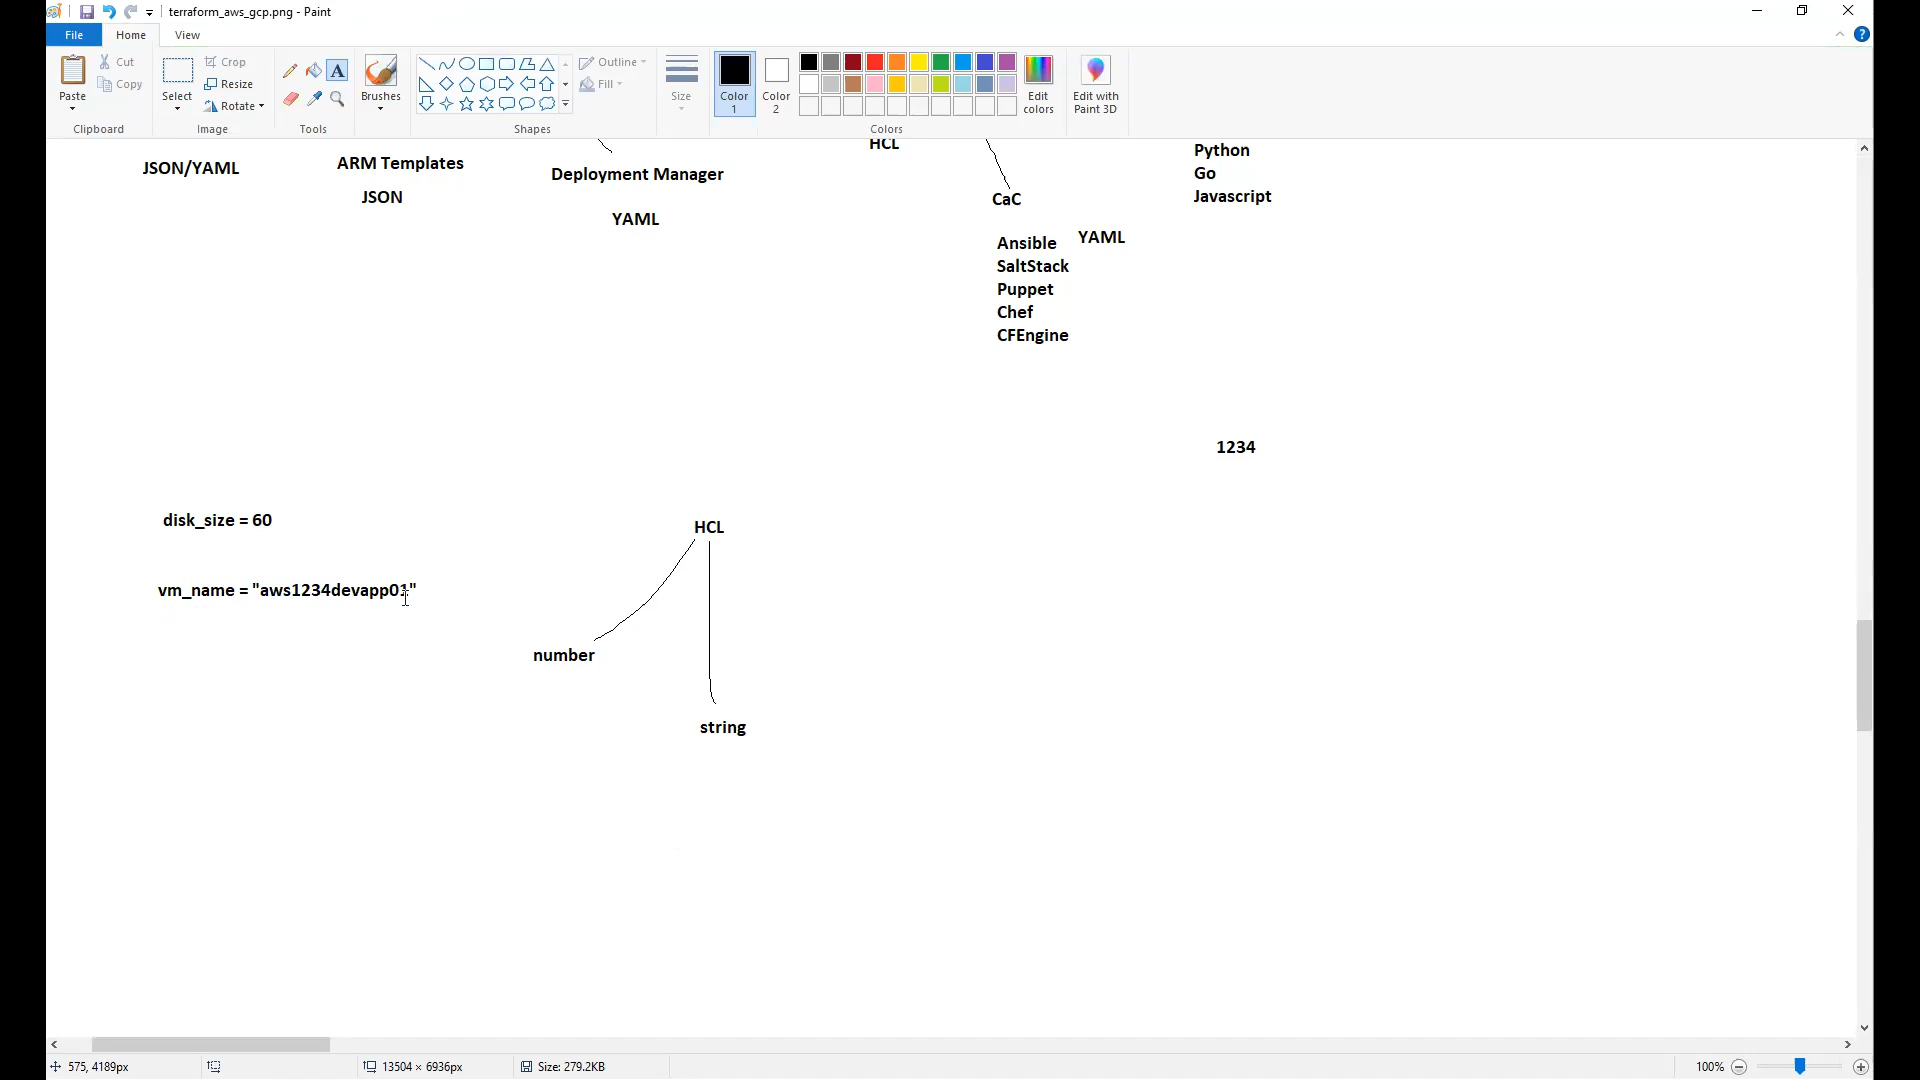 terraform_aws_gcp.png - Paint
File
Home
View
Paste
Cut
Copy
Clipboard
Select
Crop
Resize
Rotate
Image
A
Tools
Brushes
Shapes
Outline
Fill
Size
Color 1
Color 2
Colors
Edit colors
Edit with Paint 3D
?
HCL
JSON/YAML
ARM Templates
JSON
Deployment Manager
YAML
CaC
Python
Go
Javascript
Ansible
YAML
SaltStack
Puppet
Chef
CFEngine
1234
disk_size = 60
HCL
vm_name = "aws1234devapp01"
number
string
575, 4189px
13504 × 6936px
Size: 279.2KB
100%